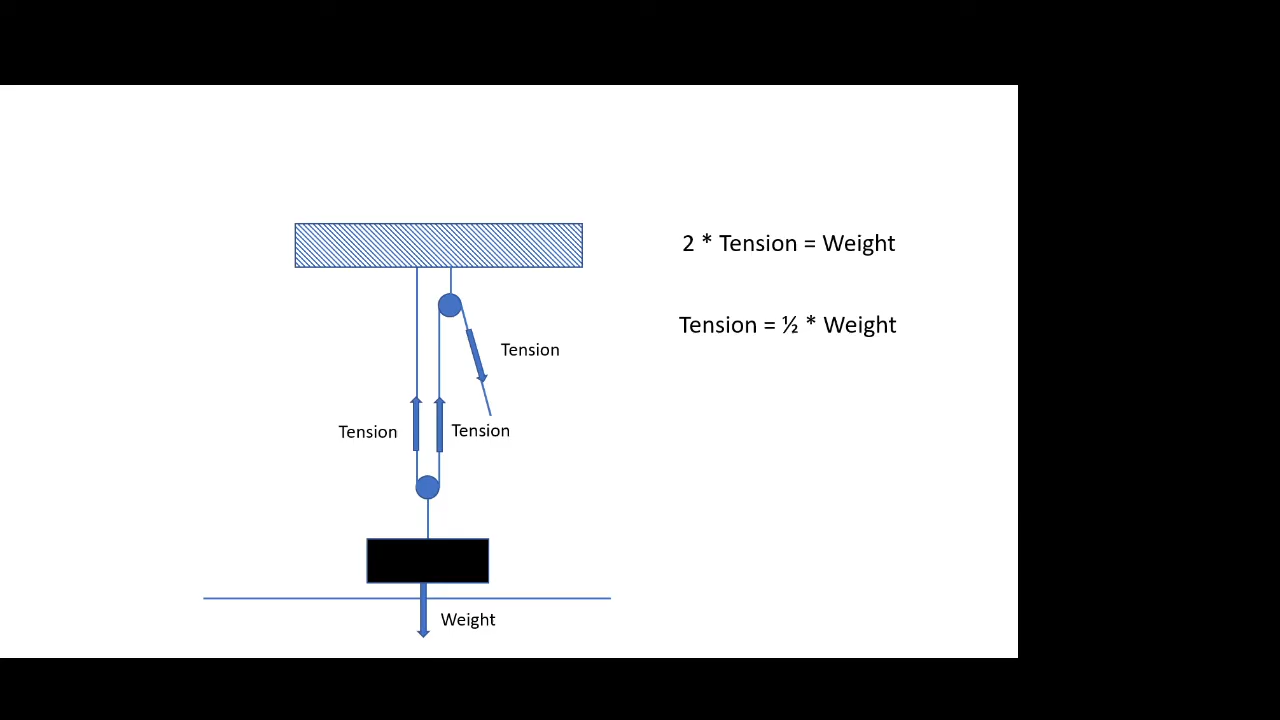 2 * Tension = Weight
Tension = ½ * Weight
Tension
Tension
Tension
Weight